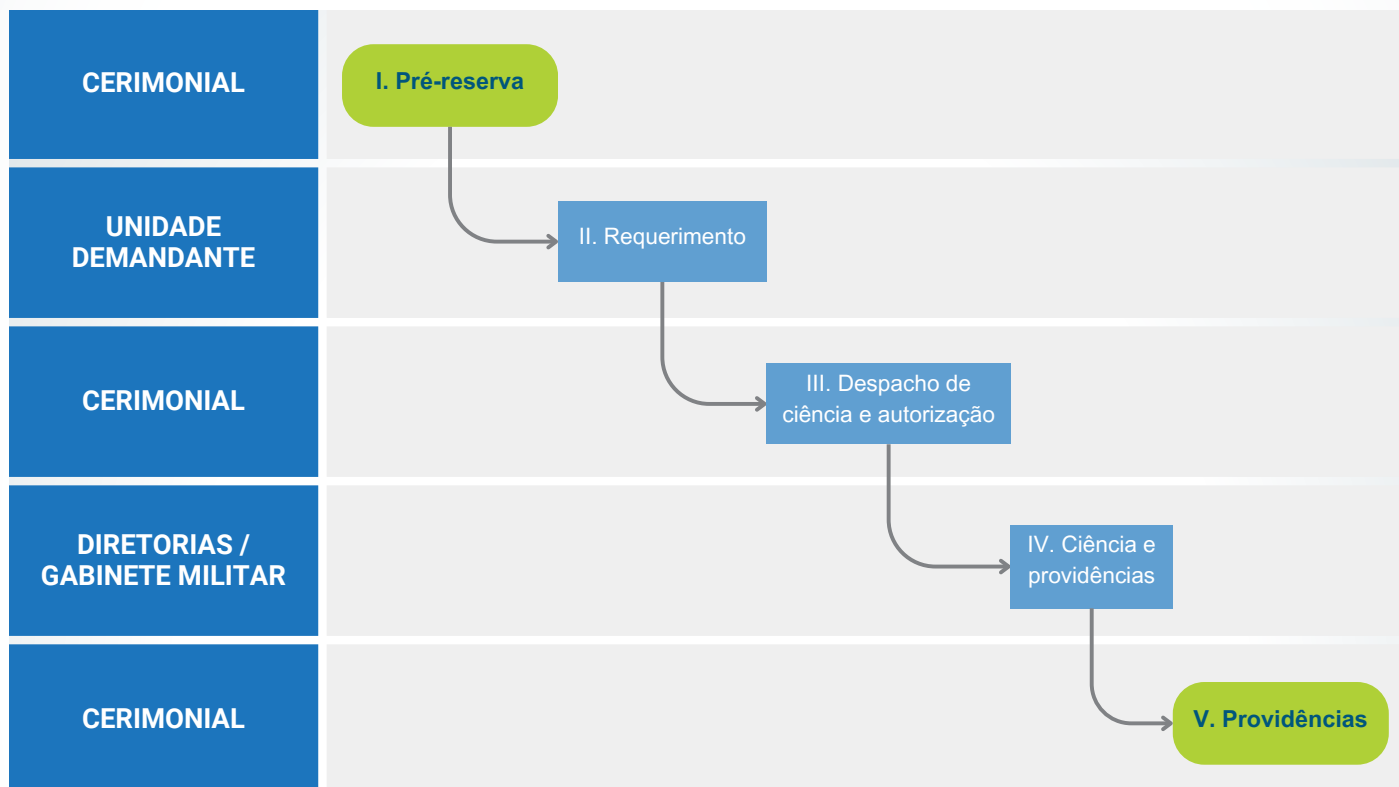 CERIMONIAL
I. Pré-reserva
UNIDADE
DEMANDANTE
II. Requerimento
CERIMONIAL
III. Despacho de
ciência e autorização
DIRETORIAS /
GABINETE MILITAR
IV. Ciência e
providências
CERIMONIAL
V. Providências